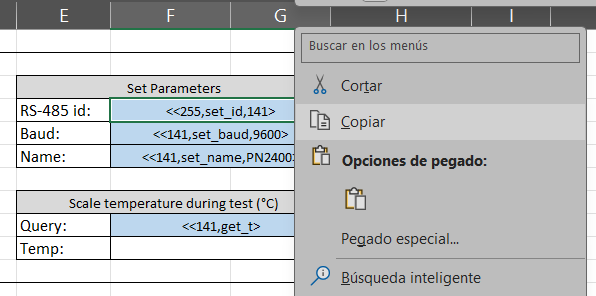 E F G H I
Set Parameters
RS-485 id: <<255,set_id,141>
Baud: <<141,set_baud,9600>
Name: <<141,set_name,PN2400>
Scale temperature during test (°C)
Query: <<141,get_t>
Temp:
Buscar en los menús
Cortar
Copiar
Opciones de pegado:
Pegado especial...
Búsqueda inteligente